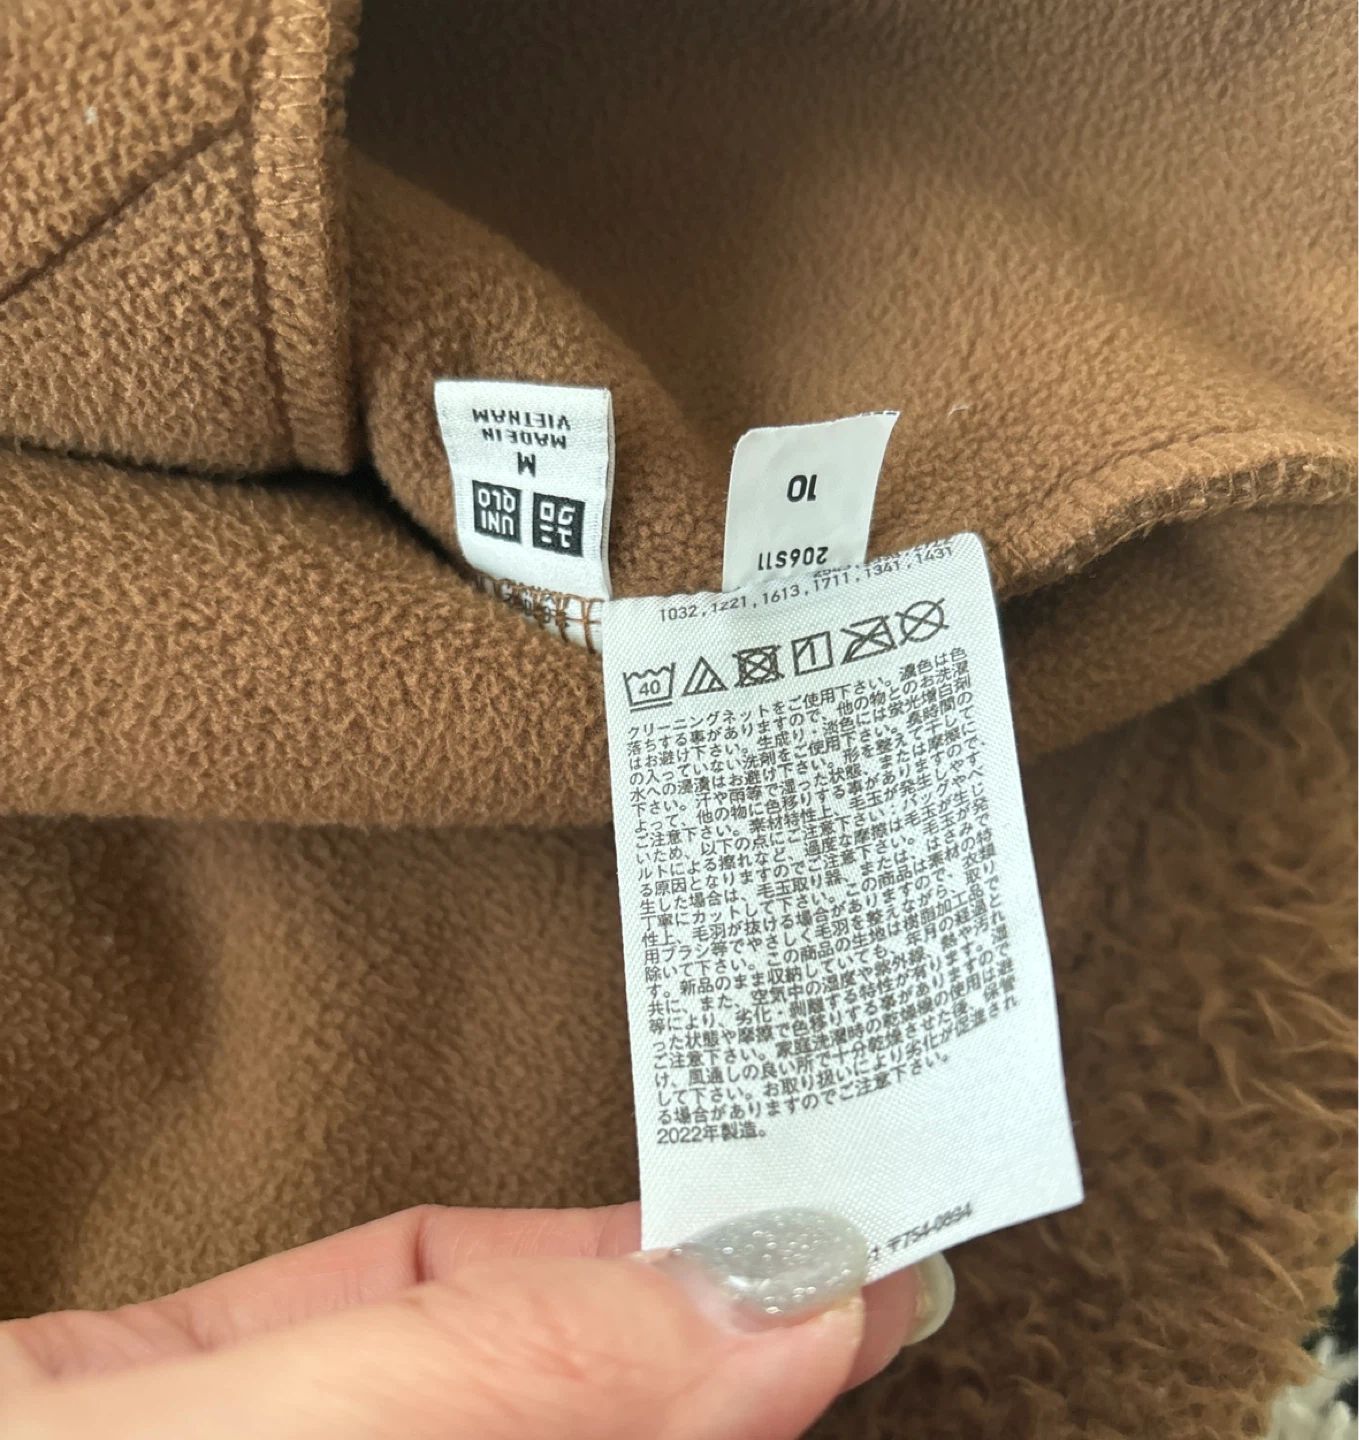 MADE IN
VIETNAM
M
UNI
QLO
ユニ
クロ
10
206S11
1032,1221,1613,1711,1341,1431
40
クリーニングネットをご使用下さい。濃色は色
落ちする事がありますので、他の物とのお洗濯
はお避け下さい。生成り・淡色には蛍光増白剤
の入っていない洗剤をご使用下さい。長時間の
水への浸漬はお避け下さい。形を整えて干して
下さい。汗や雨等で湿った状態、または摩擦に
よって、他の物に色移りする事がありますので、
ご注意下さい。素材特性上、毛玉が発生しやす
いため、以下の点にご注意下さい。バッグやベ
ルトによる擦れなど、過度な摩擦は毛玉が生じ
る原因となりますのでご注意下さい。毛玉が発
生した場合は、毛玉取り器、または、はさみで
丁寧にカットして下さい。この商品は素材の特
性上、毛羽が抜ける場合がありますので、衣類
用ブラシ等でやさしく毛羽を整えながら、取り
除いて下さい。この商品の生地は樹脂加工品で
す。新品のまま収納していても、年月の経過と
共に、また、空気中の湿度や紫外線、熱や汚れ
等により、劣化・剥離する特性が有ります。湿
った状態や摩擦で色移りする事がありますので
ご注意下さい。家庭洗濯時の乾燥機の使用は避
け、風通しの良い所で十分乾燥させた後、保管
して下さい。お取り扱いにより劣化が促進され
る場合がありますのでご注意下さい。
2022年製造。
〒754-0894